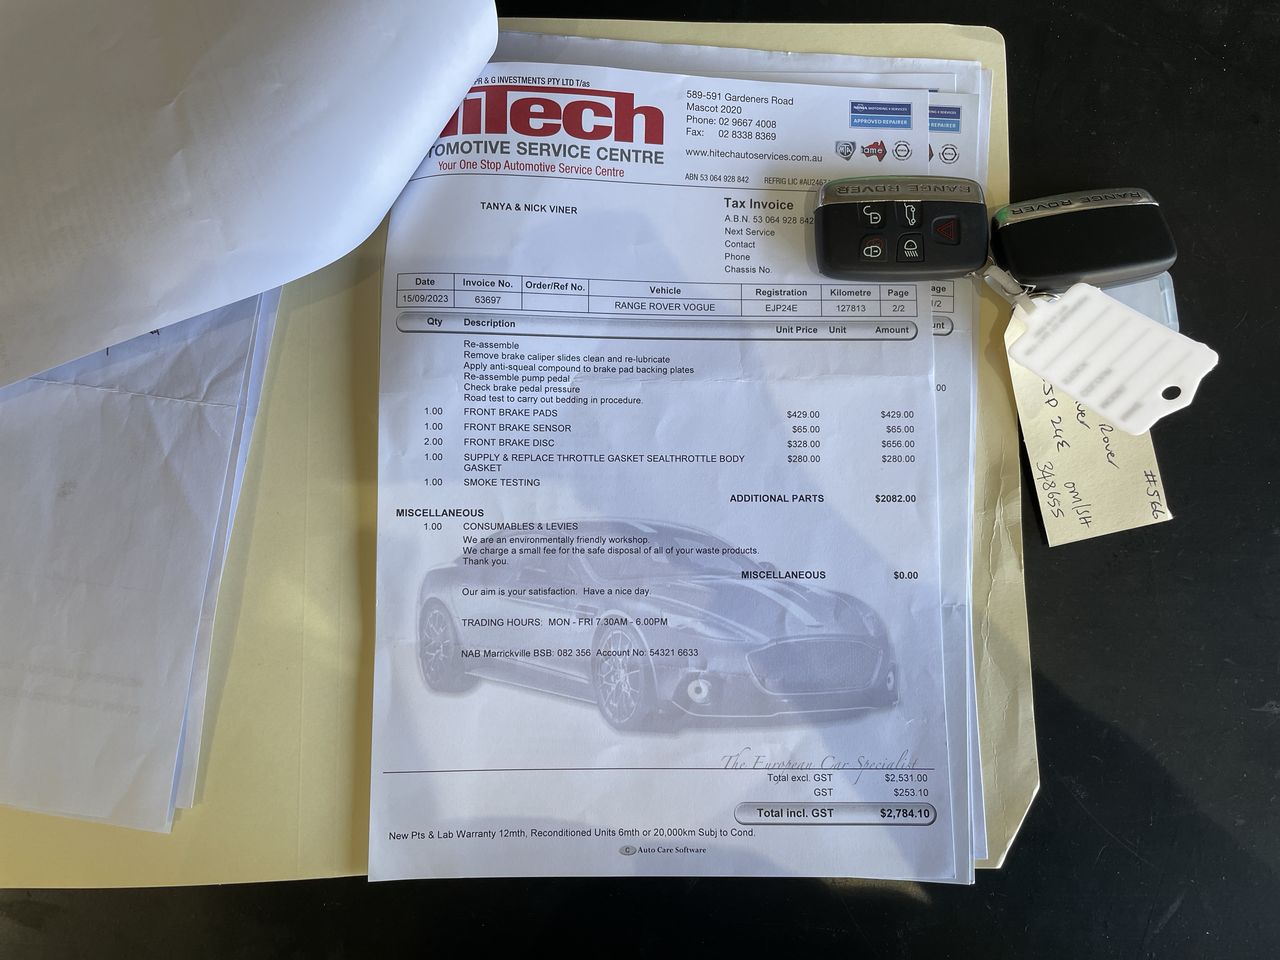 PR & G INVESTMENTS PTY LTD T/as
HiTech
AUTOMOTIVE SERVICE CENTRE
Your One Stop Automotive Service Centre
589-591 Gardeners Road
Mascot 2020
Phone: 02 9667 4008
Fax: 02 8338 8369
www.hitechautoservices.com.au
ABN 53 064 928 842 REFRIG LIC #AU2467
APPROVED REPAIRER
TANYA & NICK VINER
Tax Invoice
A.B.N. 53 064 928 842
Next Service
Contact
Phone
Chassis No.
RANGE ROVER
RANGE ROVER
Date Invoice No. Order/Ref No. Vehicle Registration Kilometre Page
15/09/2023 63697 RANGE ROVER VOGUE EJP24E 127813 2/2
age
1/2
Qty Description Unit Price Unit Amount
unt
Re-assemble
Remove brake caliper slides clean and re-lubricate
Apply anti-squeal compound to brake pad backing plates
Re-assemble pump pedal
Check brake pedal pressure
.00
Road test to carry out bedding in procedure.
1.00 FRONT BRAKE PADS $429.00 $429.00
1.00 FRONT BRAKE SENSOR $65.00 $65.00
2.00 FRONT BRAKE DISC $328.00 $656.00
1.00 SUPPLY & REPLACE THROTTLE GASKET SEALTHROTTLE BODY $280.00 $280.00
GASKET
1.00 SMOKE TESTING
ADDITIONAL PARTS $2082.00
MISCELLANEOUS
1.00 CONSUMABLES & LEVIES
We are an environmentally friendly workshop.
We charge a small fee for the safe disposal of all of your waste products.
Thank you.
MISCELLANEOUS $0.00
Our aim is your satisfaction. Have a nice day.
TRADING HOURS: MON - FRI 7.30AM - 6.00PM
NAB Marrickville BSB: 082 356 Account No: 54321 6633
The European Car Specialist
Total excl. GST $2,531.00
GST $253.10
Total incl. GST $2,784.10
New Pts & Lab Warranty 12mth, Reconditioned Units 6mth or 20,000km Subj to Cond.
Auto Care Software
#566
Rover
348655